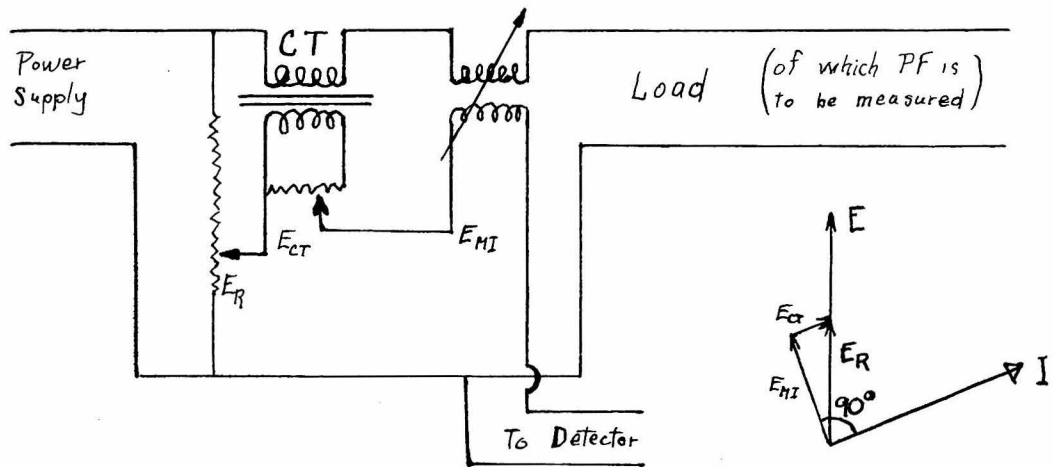 CT
Power
Supply
Load
(of which PF is
to be measured)
E_CT
E_MI
E_R
To Detector
E
E_CT
E_R
E_MI
90°
I